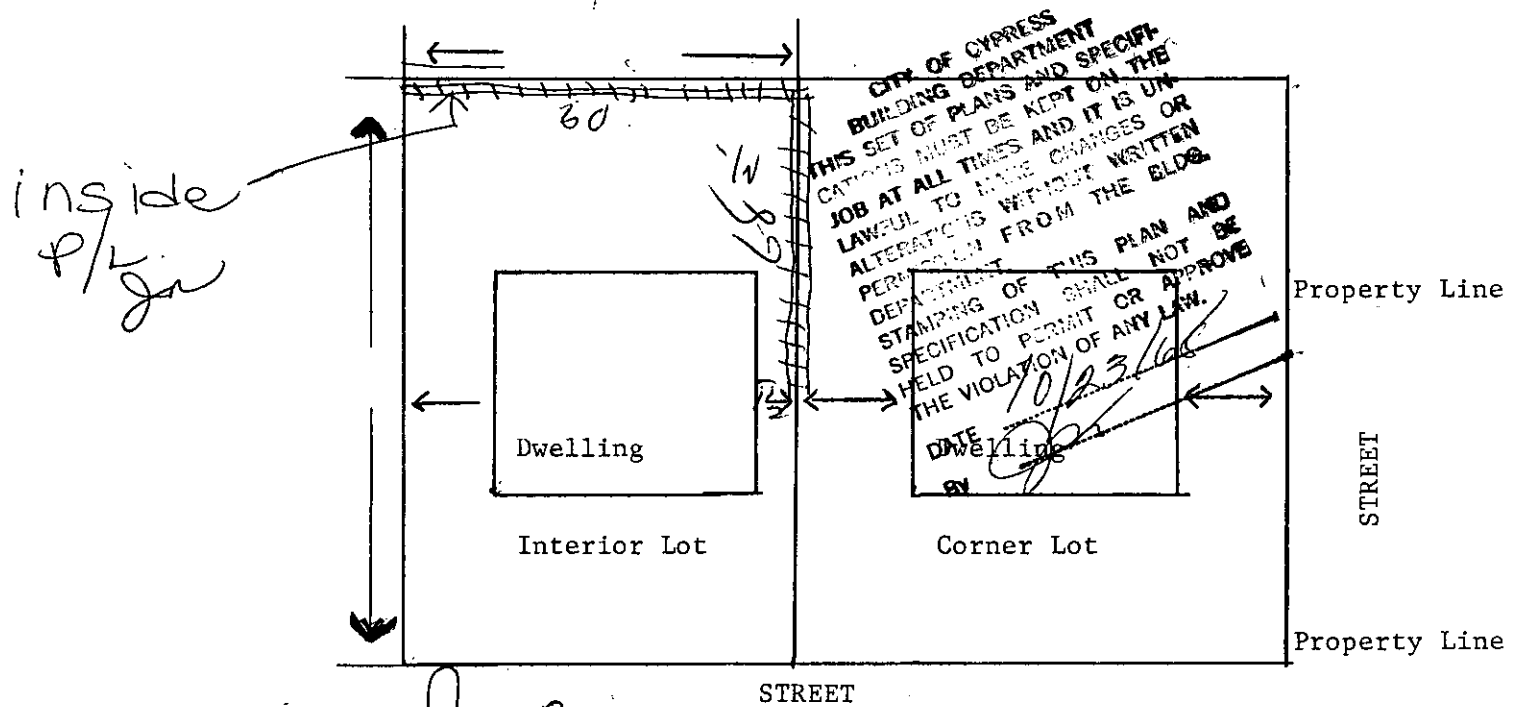 CITY OF CYPRESS
BUILDING DEPARTMENT
THIS SET OF PLANS AND SPECIFI-
CATIONS MUST BE KEPT ON THE
JOB AT ALL TIMES AND IT IS UN-
LAWFUL TO MAKE CHANGES OR
ALTERATIONS WITHOUT WRITTEN
PERMISSION FROM THE BLDG.
DEPARTMENT
STAMPING OF THIS PLAN AND
SPECIFICATION SHALL NOT BE
HELD TO PERMIT OR APPROVE
THE VIOLATION OF ANY LAW.
DATE 10/23/
BY
60
inside
P/L
Property Line
Dwelling
Dwelling
STREET
Interior Lot
Corner Lot
Property Line
STREET